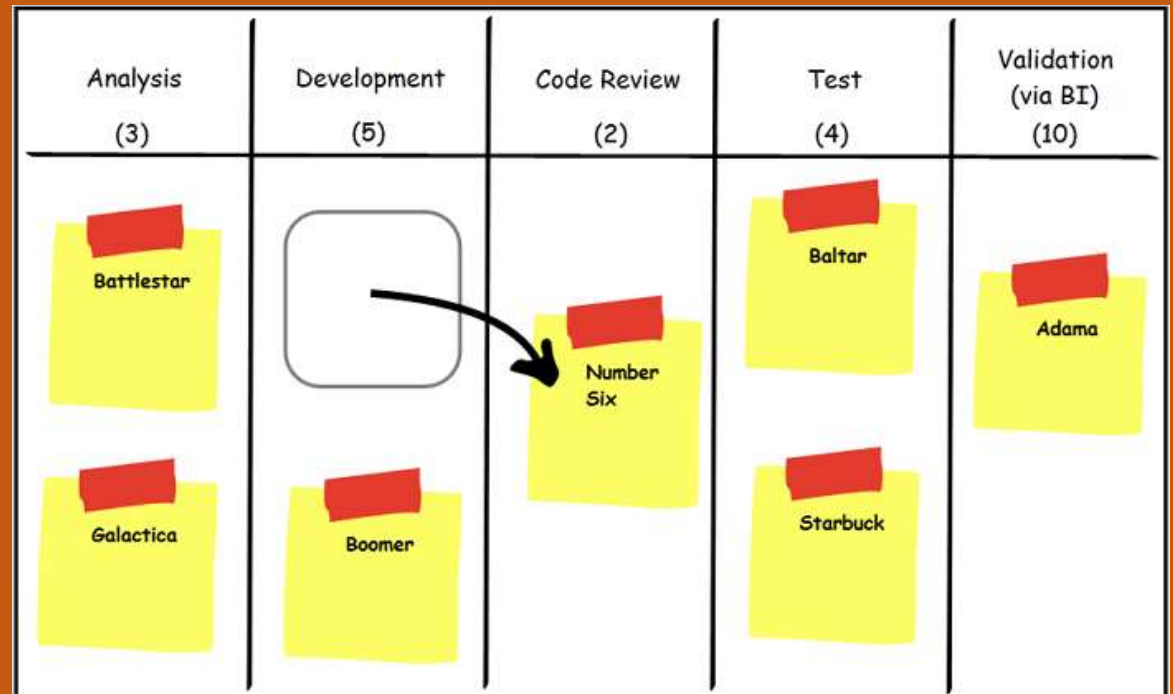 Analysis
(3)
Development
(5)
Code Review
(2)
Test
(4)
Validation
(via BI)
(10)
Battlestar
Galactica
Boomer
Number
Six
Baltar
Starbuck
Adama